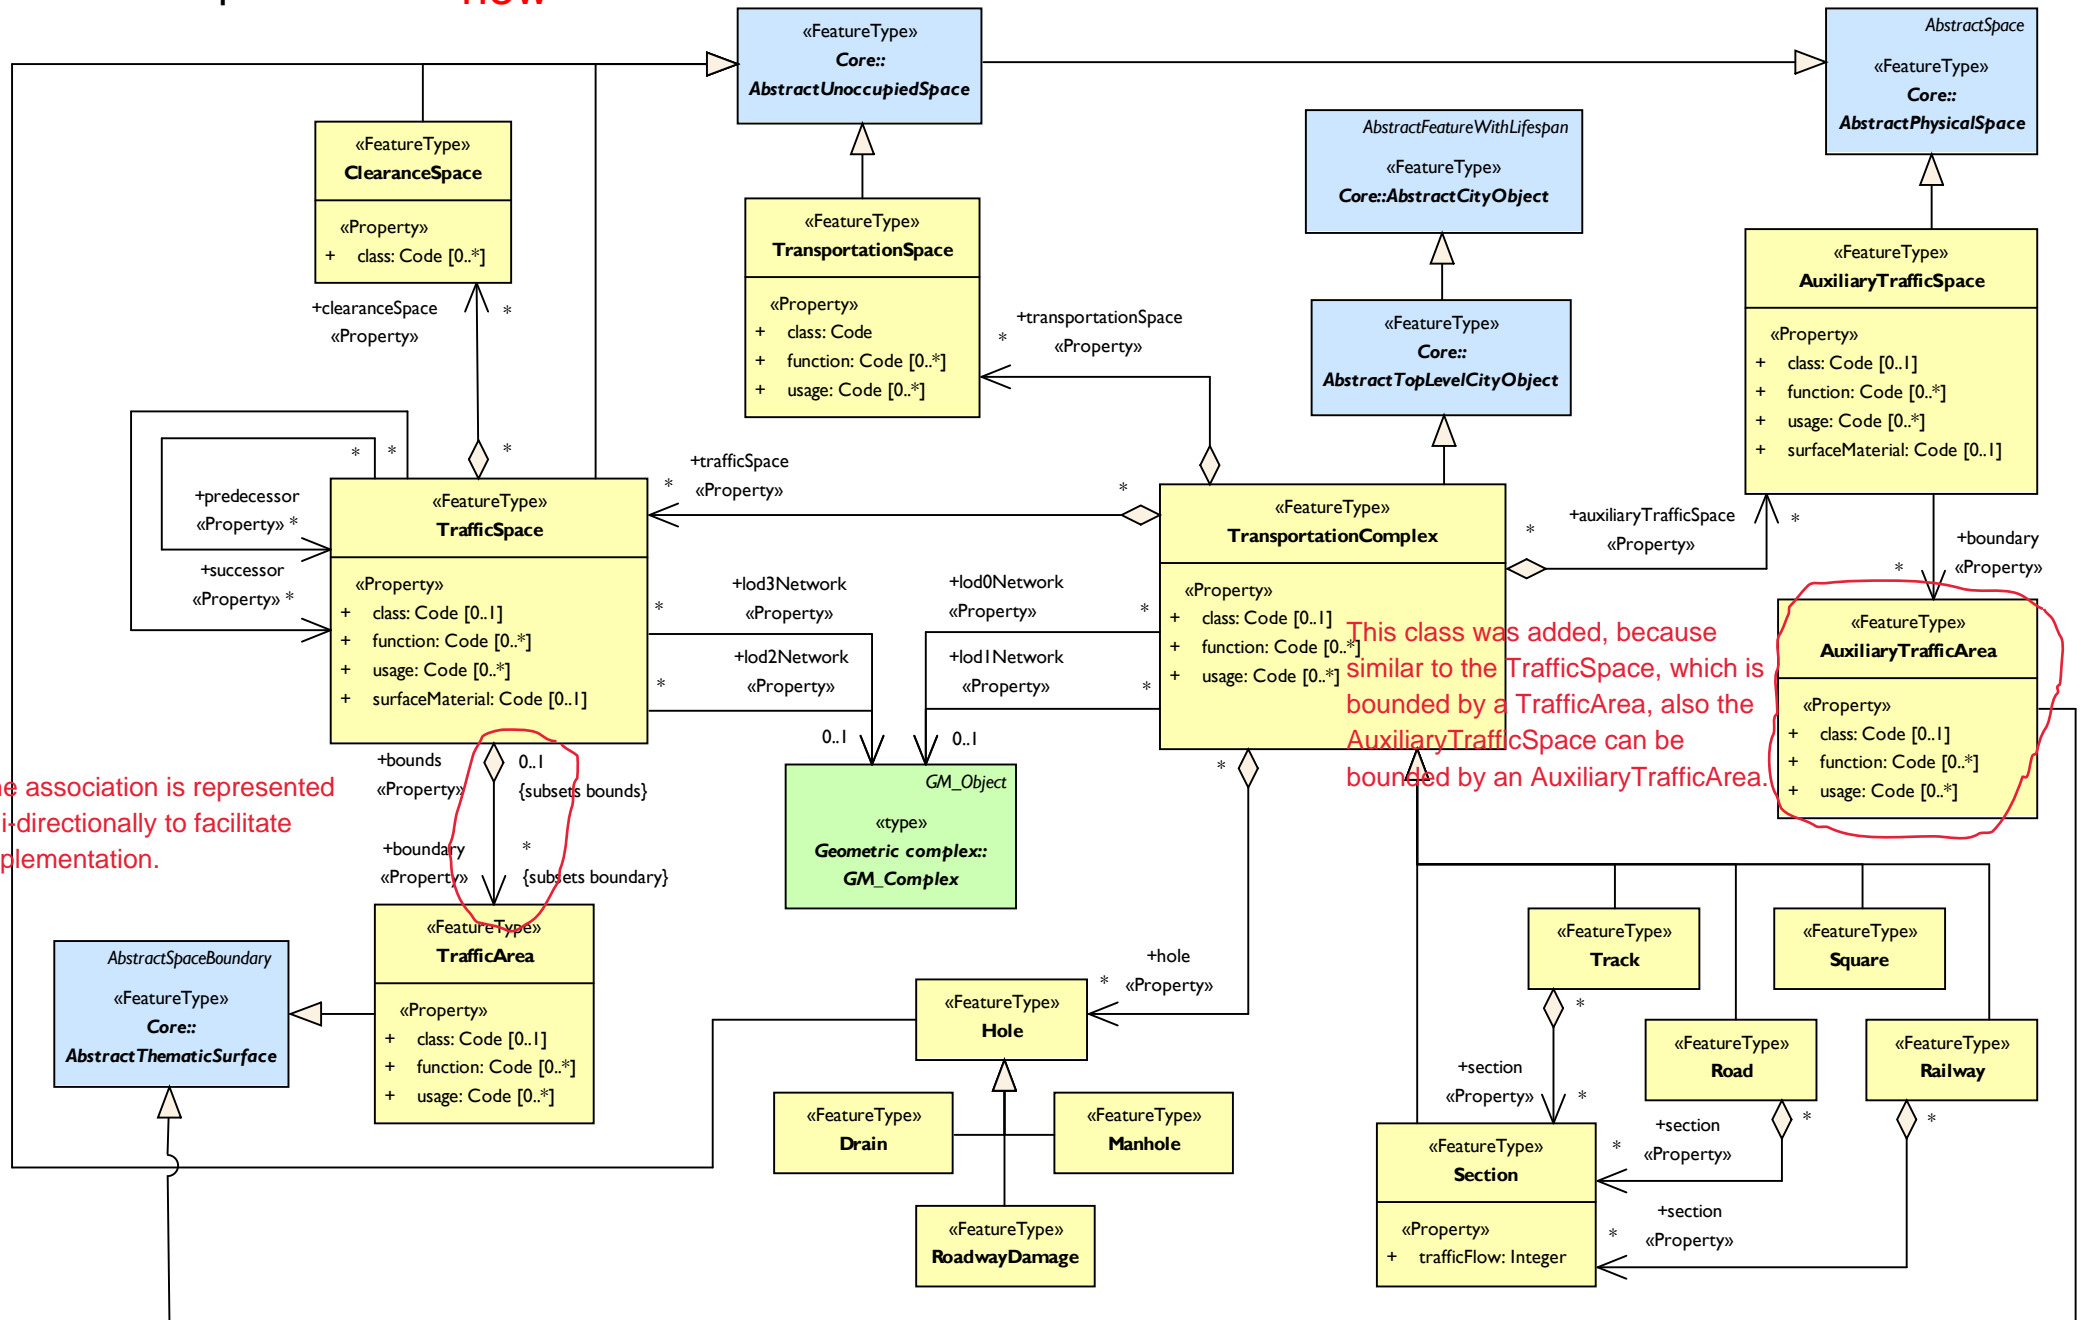 now
«FeatureType»
Core::
AbstractUnoccupiedSpace
AbstractSpace
«FeatureType»
Core::
AbstractPhysicalSpace
«FeatureType»
ClearanceSpace
«Property»
+ class: Code [0..*]
AbstractFeatureWithLifespan
«FeatureType»
Core::AbstractCityObject
«FeatureType»
TransportationSpace
«Property»
+ class: Code
+ function: Code [0..*]
+ usage: Code [0..*]
«FeatureType»
AuxiliaryTrafficSpace
«Property»
+ class: Code [0..1]
+ function: Code [0..*]
+ usage: Code [0..*]
+ surfaceMaterial: Code [0..1]
+clearanceSpace
«Property»
*
*
+transportationSpace
«Property»
*
«FeatureType»
Core::
AbstractTopLevelCityObject
*
*
+predecessor
«Property» *
+successor
«Property» *
«FeatureType»
TrafficSpace
«Property»
+ class: Code [0..1]
+ function: Code [0..*]
+ usage: Code [0..*]
+ surfaceMaterial: Code [0..1]
+trafficSpace
«Property»
*
*
«FeatureType»
TransportationComplex
«Property»
+ class: Code [0..1]
+ function: Code [0..*]
+ usage: Code [0..*]
*
+auxiliaryTrafficSpace
«Property»
*
+boundary
«Property»
*
+lod3Network
«Property»
*
+lod2Network
«Property»
*
0..1
+lod0Network
«Property»
*
+lod1Network
«Property»
*
0..1
This class was added, because
similar to the TrafficSpace, which is
bounded by a TrafficArea, also the
AuxiliaryTrafficSpace can be
bounded by an AuxiliaryTrafficArea.
«FeatureType»
AuxiliaryTrafficArea
«Property»
+ class: Code [0..1]
+ function: Code [0..*]
+ usage: Code [0..*]
+bounds
«Property»
0..1
{subsets bounds}
association is represented
i-directionally to facilitate
plementation.
+boundary
«Property»
*
{subsets boundary}
GM_Object
«type»
Geometric complex::
GM_Complex
*
+hole
«Property»
*
AbstractSpaceBoundary
«FeatureType»
Core::
AbstractThematicSurface
«FeatureType»
TrafficArea
«Property»
+ class: Code [0..1]
+ function: Code [0..*]
+ usage: Code [0..*]
«FeatureType»
Hole
«FeatureType»
Drain
«FeatureType»
Manhole
«FeatureType»
RoadwayDamage
«FeatureType»
Track
«FeatureType»
Square
«FeatureType»
Road
«FeatureType»
Railway
*
+section
«Property»
*
*
+section
«Property»
*
*
+section
«Property»
*
«FeatureType»
Section
«Property»
+ trafficFlow: Integer